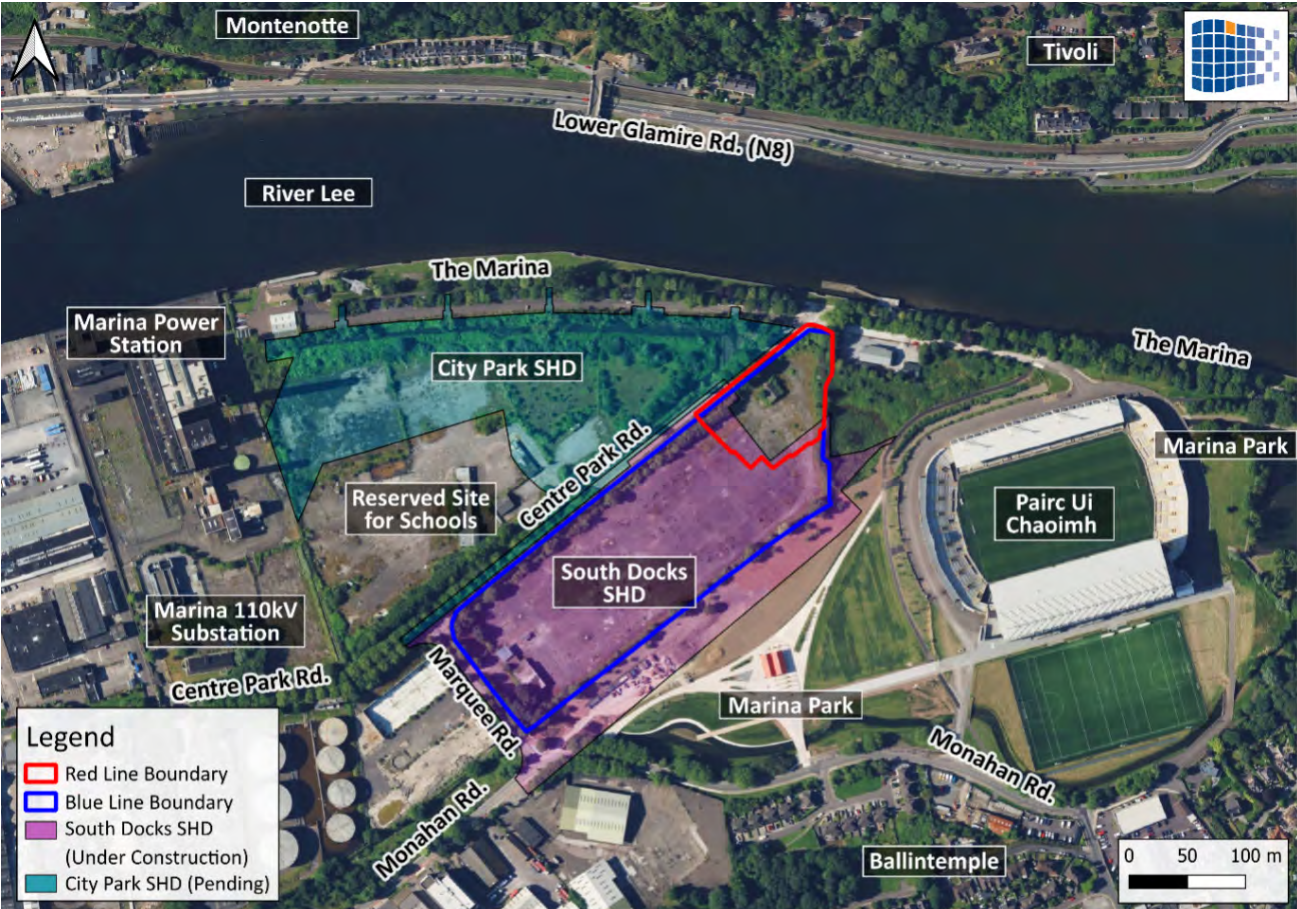 Montenotte
Tivoli
Lower Glamire Rd. (N8)
River Lee
The Marina
Marina Power
Station
The Marina
City Park SHD
Marina Park
Centre Park Rd.
Reserved Site
for Schools
Pairc Ui
Chaoimh
South Docks
SHD
Marina 110kV
Substation
Centre Park Rd.
Marquee Rd.
Marina Park
Monahan Rd.
Monahan Rd.
Ballintemple
Legend
Red Line Boundary
Blue Line Boundary
South Docks SHD
(Under Construction)
City Park SHD (Pending)
0 50 100 m